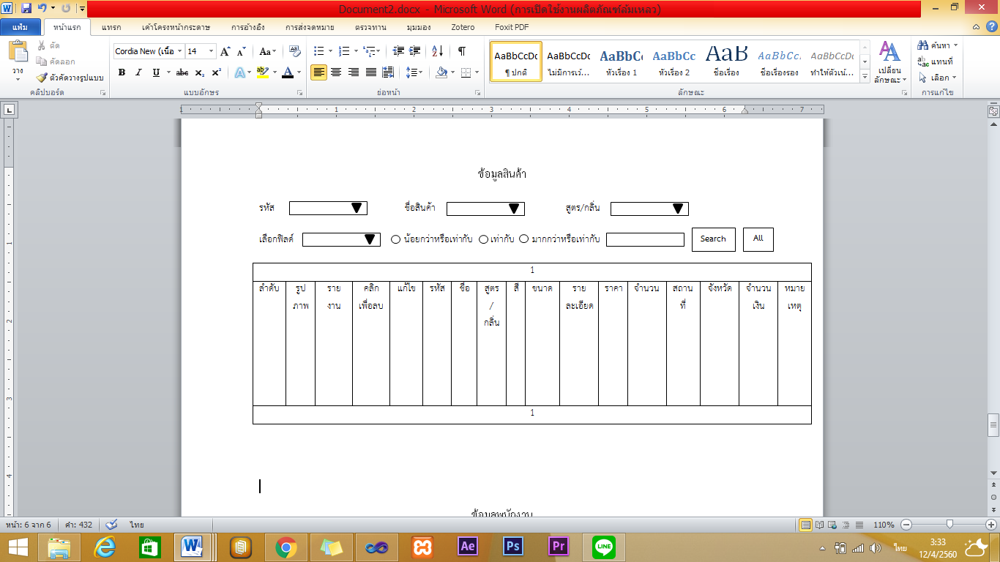 Document2.docx - Microsoft Word (การเปิดใช้งานผลิตภัณฑ์ล้มเหลว)
แฟ้ม หน้าแรก แทรก เค้าโครงหน้ากระดาษ การอ้างอิง การส่งจดหมาย ตรวจทาน มุมมอง Zotero Foxit PDF
วาง
ตัด
คัดลอก
ตัวคัดวางรูปแบบ
คลิปบอร์ด
Cordia New (เนื้อ 14
แบบอักษร
ย่อหน้า
AaBbCcDc AaBbCcDc AaBbCc AaBbCc AaB AaBbCcL AaBbCcDc
¶ ปกติ ไม่มีการเว้... หัวเรื่อง 1 หัวเรื่อง 2 ชื่อเรื่อง ชื่อเรื่องรอง ทำให้ตัวเน้...
ลักษณะ
เปลี่ยน
ลักษณะ
ค้นหา
แทนที่
เลือก
การแก้ไข
1 1 2 3 4 5 6 7
ข้อมูลสินค้า
รหัส ชื่อสินค้า สูตร/กลิ่น
เลือกฟิลด์ น้อยกว่าหรือเท่ากับ เท่ากับ มากกว่าหรือเท่ากับ Search All
1
ลำดับ รูป ราย คลิก แก้ไข รหัส ชื่อ สูตร สี ขนาด ราย ราคา จำนวน สถาน จังหวัด จำนวน หมาย
ภาพ งาน เพื่อลบ / ละเอียด ที่ เงิน เหตุ
กลิ่น
1
ข้อมูลพนักงาน
1
2
3
4
หน้า: 6 จาก 6 คำ: 432 ไทย 110%
Ae Ps Pr LINE
ไทย
3:33
12/4/2560